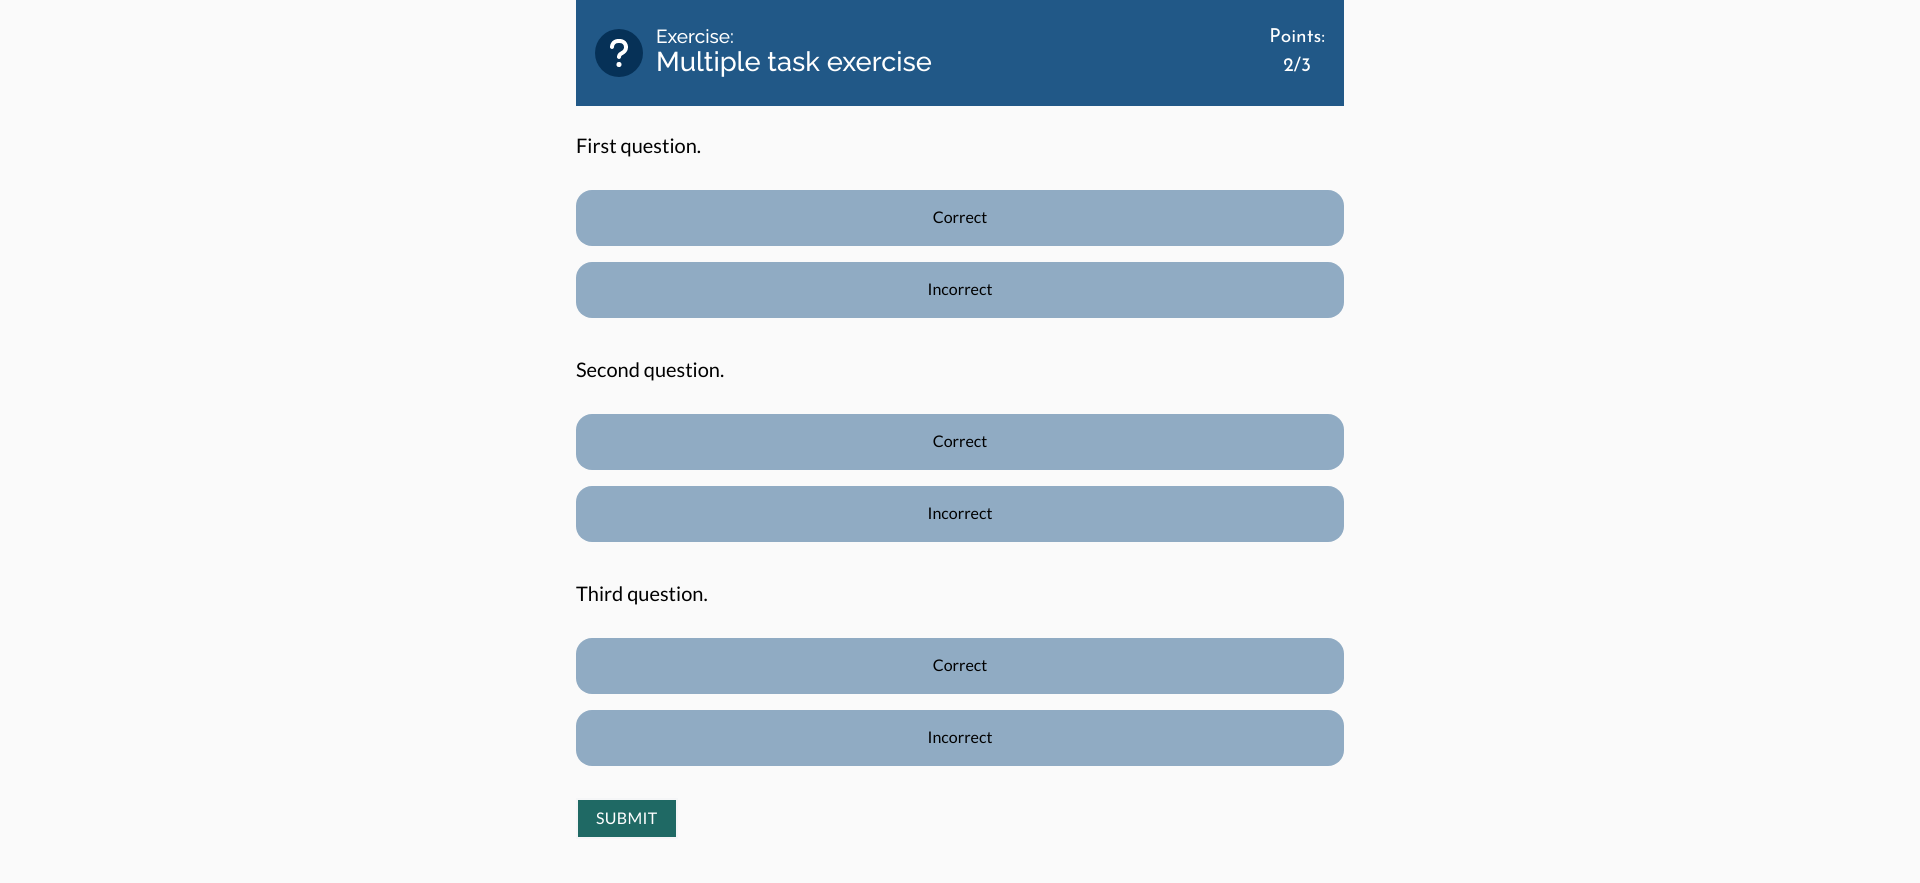 Exercise:
Multiple task exercise
Points:
2/3
First question.
Correct
Incorrect
Second question.
Correct
Incorrect
Third question.
Correct
Incorrect
SUBMIT